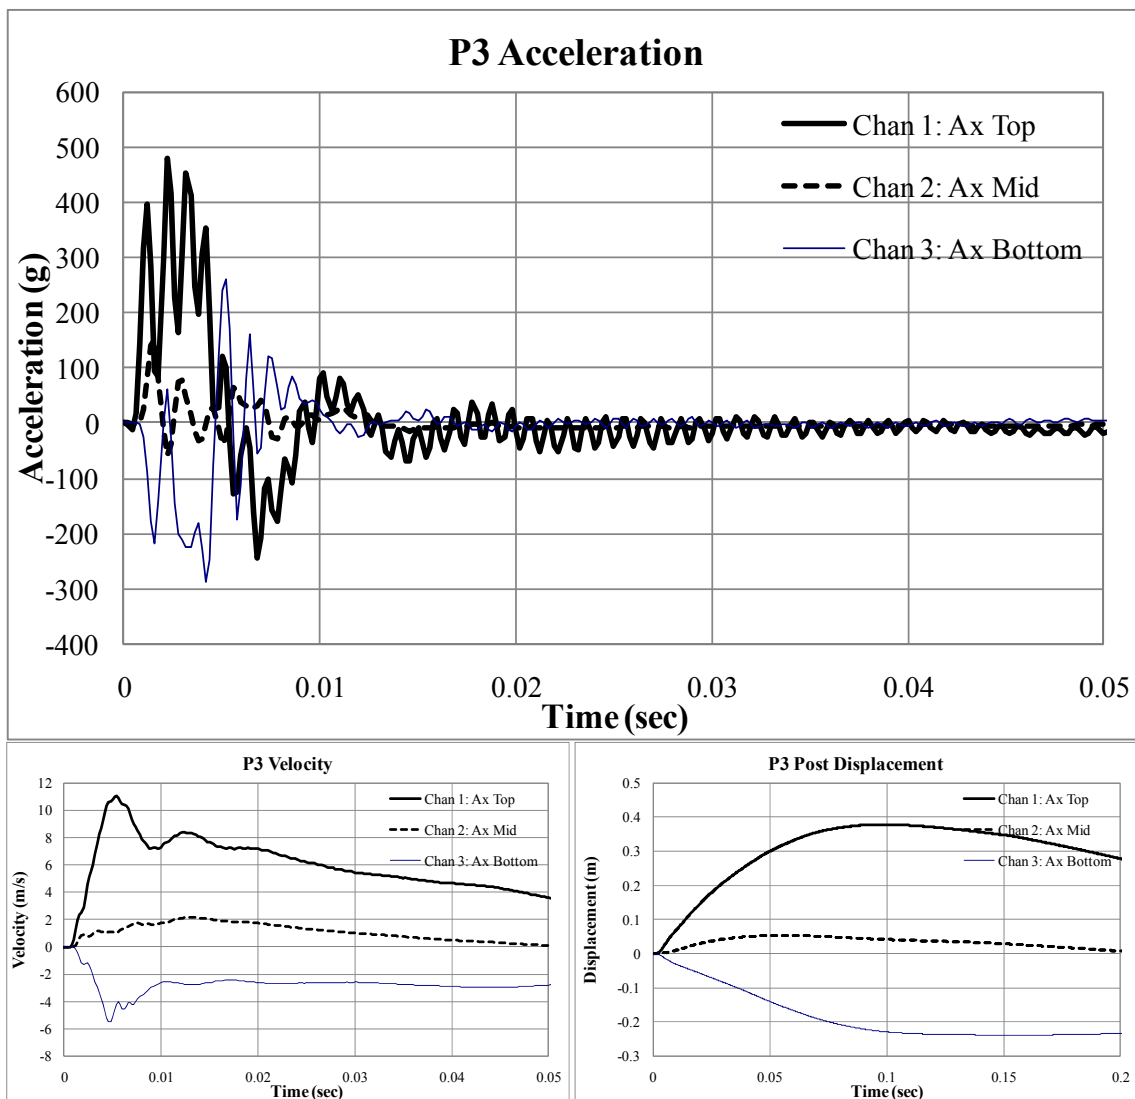 P3 Acceleration
600
500
400
300
200
100
0
-100
-200
-300
-400
Acceleration (g)
Chan 1: Ax Top
Chan 2: Ax Mid
Chan 3: Ax Bottom
0 0.01 0.02 0.03 0.04 0.05
Time (sec)
P3 Velocity
12
10
8
6
4
2
0
-2
-4
-6
-8
Velocity (m/s)
Chan 1: Ax Top
Chan 2: Ax Mid
Chan 3: Ax Bottom
0 0.01 0.02 0.03 0.04 0.05
Time (sec)
P3 Post Displacement
0.5
0.4
0.3
0.2
0.1
0
-0.1
-0.2
-0.3
Displacement (m)
Chan 1: Ax Top
Chan 2: Ax Mid
Chan 3: Ax Bottom
0 0.05 0.1 0.15 0.2
Time (sec)